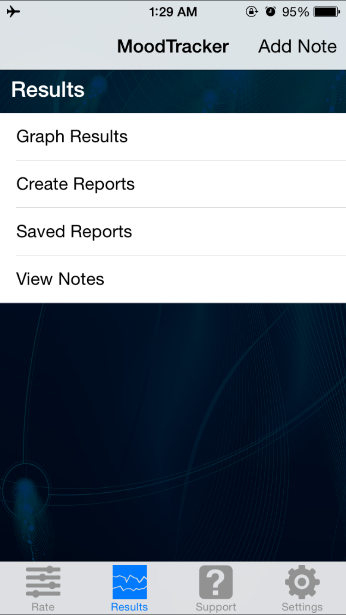 1:29 AM 95%
MoodTracker Add Note
Results
Graph Results
Create Reports
Saved Reports
View Notes
Rate Results Support Settings